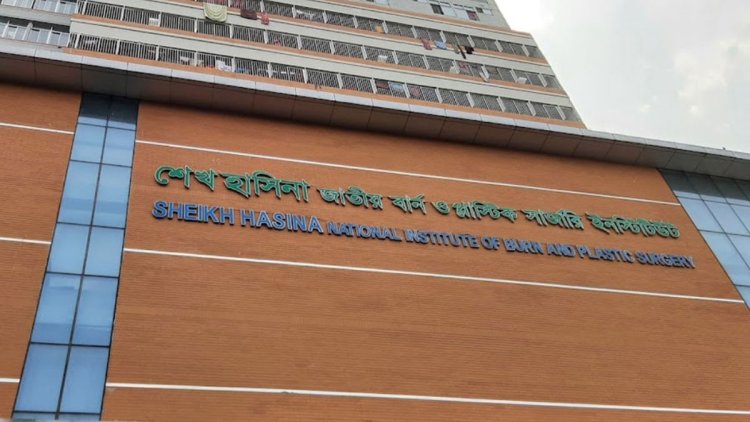 শেখ হাসিনা জাতীয় বার্ন ও প্লাস্টিক সার্জারি ইনস্টিটিউট
SHEIKH HASINA NATIONAL INSTITUTE OF BURN AND PLASTIC SURGERY